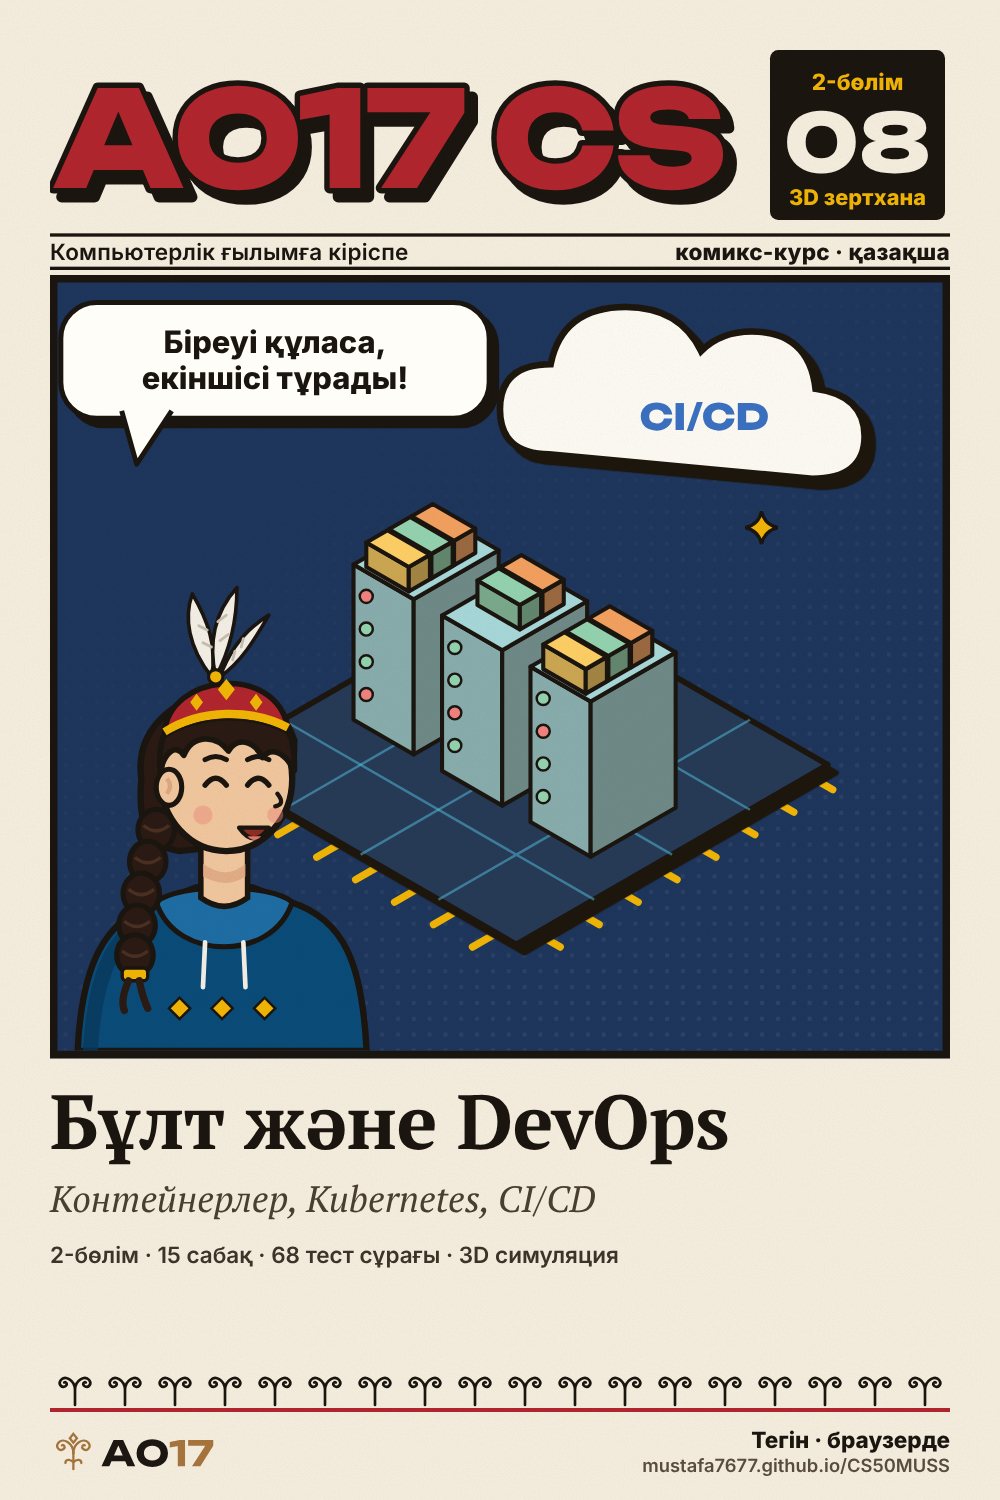 AO17 CS
2-бөлім
08
3D зертхана
Компьютерлік ғылымға кіріспе
комикс-курс · қазақша
Біреуі құласа,
екіншісі тұрады!
CI/CD
Бұлт және DevOps
Контейнерлер, Kubernetes, CI/CD
2-бөлім · 15 сабақ · 68 тест сұрағы · 3D симуляция
AO17
Тегін · браузерде
mustafa7677.github.io/CS50MUSS